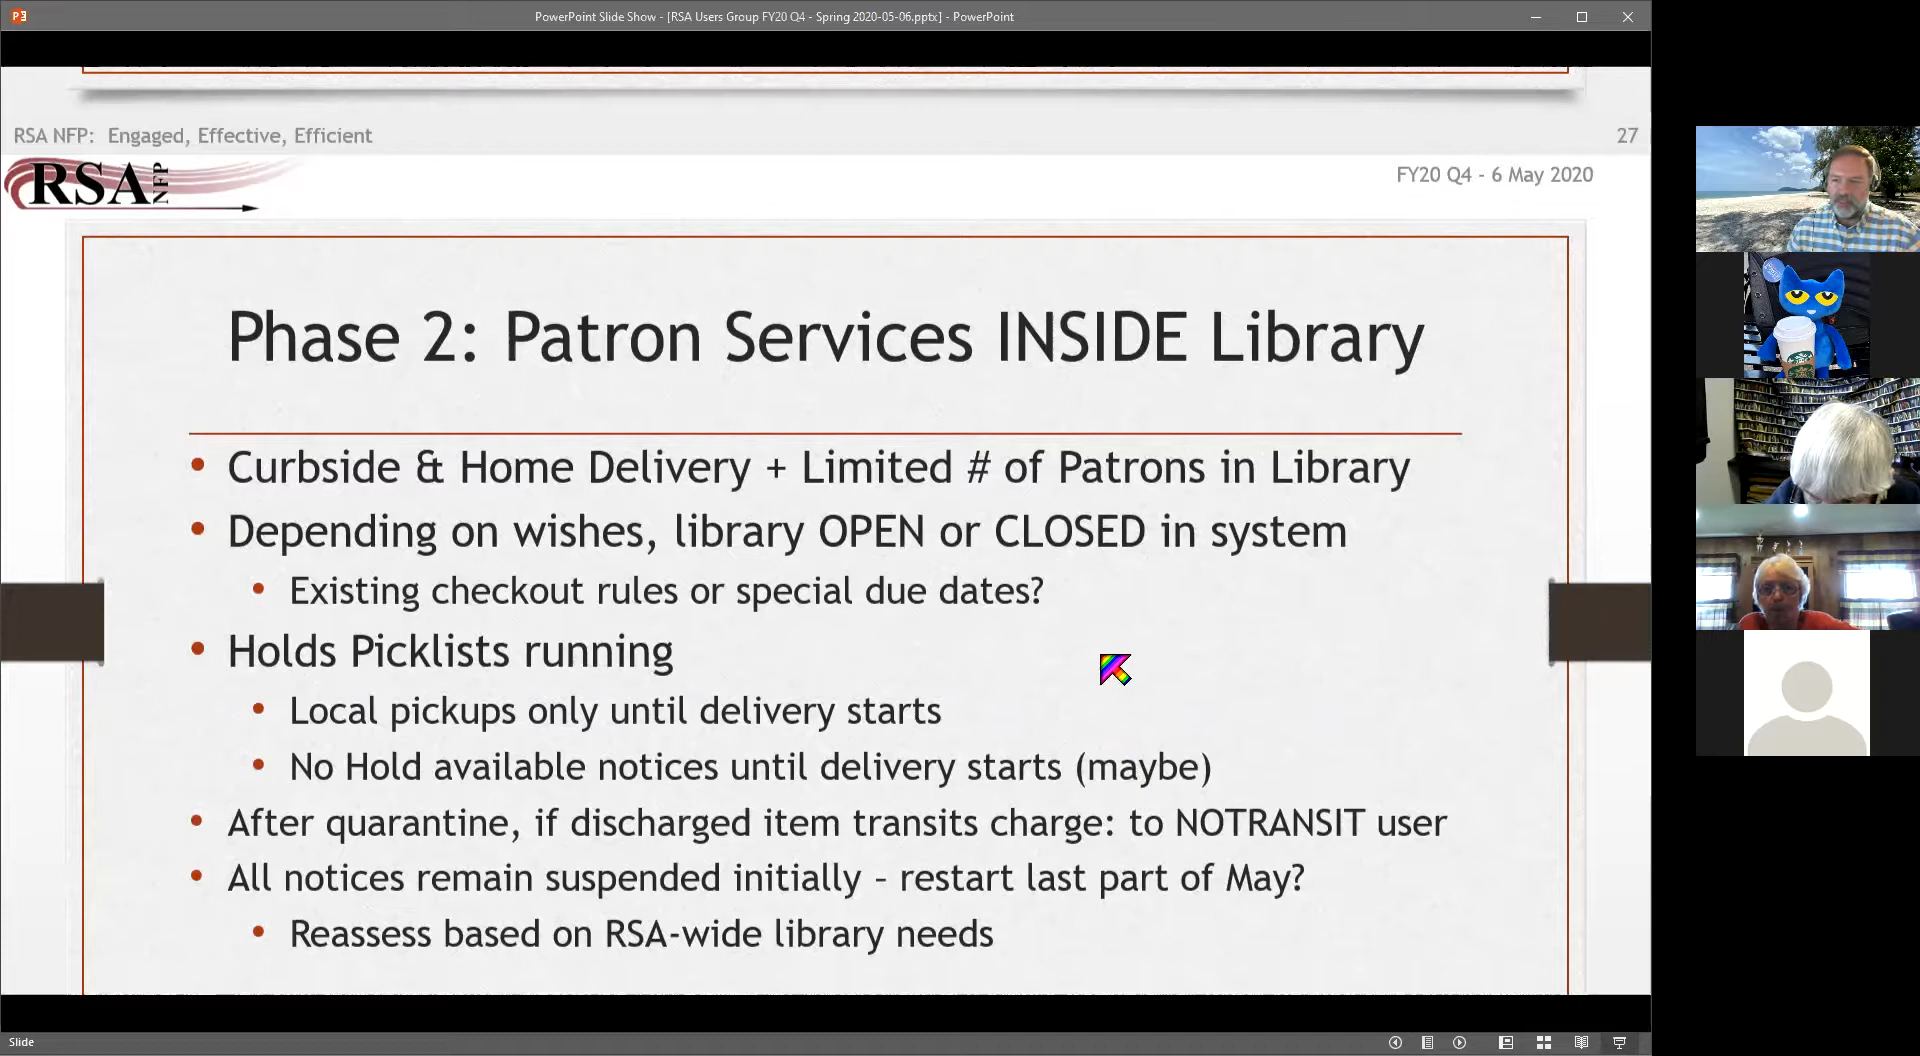 PowerPoint Slide Show - [RSA Users Group FY20 Q4 - Spring 2020-05-06.pptx] - PowerPoint
RSA NFP: Engaged, Effective, Efficient
27
RSA NFP
FY20 Q4 - 6 May 2020
Phase 2: Patron Services INSIDE Library
• Curbside & Home Delivery + Limited # of Patrons in Library
• Depending on wishes, library OPEN or CLOSED in system
• Existing checkout rules or special due dates?
• Holds Picklists running
• Local pickups only until delivery starts
• No Hold available notices until delivery starts (maybe)
• After quarantine, if discharged item transits charge: to NOTRANSIT user
• All notices remain suspended initially – restart last part of May?
• Reassess based on RSA-wide library needs
Slide